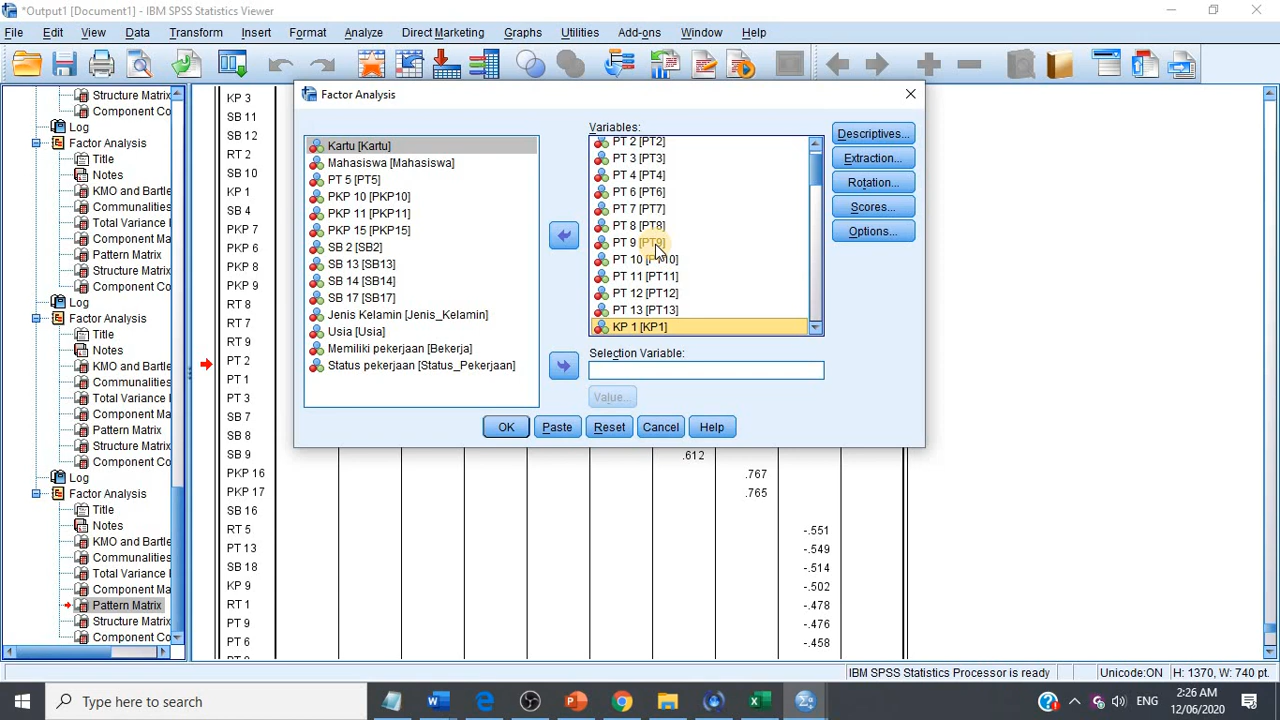 *Output1 [Document1] - IBM SPSS Statistics Viewer
File Edit View Data Transform Insert Format Analyze Direct Marketing Graphs Utilities Add-ons Window Help
Structure Matrix
Component Co
Log
Factor Analysis
Title
Notes
KMO and Bartle
Communalities
Total Variance
Component Ma
Pattern Matrix
Structure Matrix
Component Co
Log
Factor Analysis
Title
Notes
KMO and Bartle
Communalities
Total Variance
Component Ma
Pattern Matrix
Structure Matrix
Component Co
Log
Factor Analysis
Title
Notes
KMO and Bartle
Communalities
Total Variance
Component Ma
Pattern Matrix
Structure Matrix
Component Co
KP 3
SB 11
SB 12
RT 2
SB 10
KP 1
SB 4
PKP 7
PKP 6
PKP 8
PKP 9
RT 8
RT 7
RT 9
PT 2
PT 1
PT 3
SB 7
SB 8
SB 9 .612
PKP 16 .767
PKP 17 .765
SB 16
RT 5 -.551
PT 13 -.549
SB 18 -.514
KP 9 -.502
RT 1 -.478
PT 9 -.476
PT 6 -.458
Factor Analysis
Kartu [Kartu]
Mahasiswa [Mahasiswa]
PT 5 [PT5]
PKP 10 [PKP10]
PKP 11 [PKP11]
PKP 15 [PKP15]
SB 2 [SB2]
SB 13 [SB13]
SB 14 [SB14]
SB 17 [SB17]
Jenis Kelamin [Jenis_Kelamin]
Usia [Usia]
Memiliki pekerjaan [Bekerja]
Status pekerjaan [Status_Pekerjaan]
Variables:
PT 2 [PT2]
PT 3 [PT3]
PT 4 [PT4]
PT 6 [PT6]
PT 7 [PT7]
PT 8 [PT8]
PT 9 [PT9]
PT 10 [PT10]
PT 11 [PT11]
PT 12 [PT12]
PT 13 [PT13]
KP 1 [KP1]
Selection Variable:
Value...
Descriptives...
Extraction...
Rotation...
Scores...
Options...
OK Paste Reset Cancel Help
IBM SPSS Statistics Processor is ready Unicode:ON H: 1370, W: 740 pt.
Type here to search
ENG
2:26 AM
12/06/2020